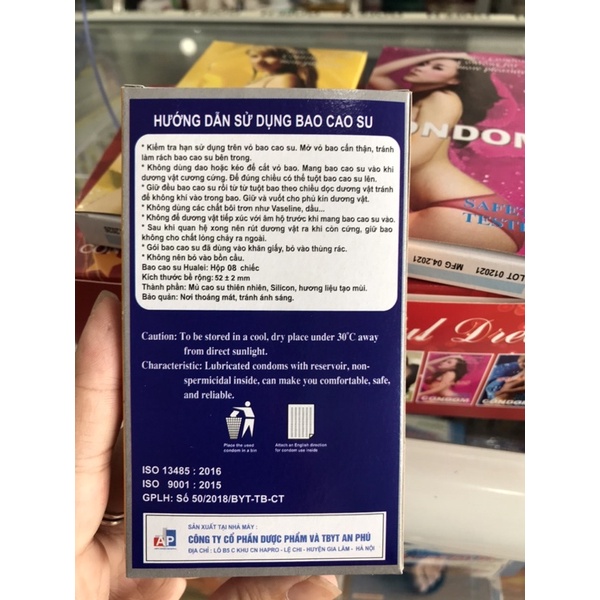 HƯỚNG DẪN SỬ DỤNG BAO CAO SU
* Kiểm tra hạn sử dụng trên vỏ bao cao su. Mở vỏ bao cẩn thận, tránh
làm rách bao cao su bên trong.
* Không dùng dao hoặc kéo để cắt vỏ bao. Mang bao cao su vào khi
dương vật cương cứng. Để đúng chiều có thể tuột bao cao su lên.
* Giữ đều bao cao su rồi từ từ tuột bao theo chiều dọc dương vật tránh
để không khí vào trong bao. Giữ và vuốt cho phủ kín dương vật.
* Không dùng các chất bôi trơn như Vaseline, dầu...
* Không để dương vật tiếp xúc với âm hộ trước khi mang bao cao su vào.
* Sau khi quan hệ xong nên rút dương vật ra khi còn cứng, giữ bao
không cho chất lỏng chảy ra ngoài.
* Gói bao cao su đã dùng vào khăn giấy, bỏ vào thùng rác.
* Không nên bỏ vào bồn cầu.
Bao cao su Hualei: Hộp 08 chiếc
Kích thước bề rộng: 52 ± 2 mm
Thành phần: Mủ cao su thiên nhiên, Silicon, hương liệu tạo mùi.
Bảo quản: Nơi thoáng mát, tránh ánh sáng.
Caution: To be stored in a cool, dry place under 30°C away
from direct sunlight.
Characteristic: Lubricated condoms with reservoir, non-
spermicidal inside, can make you comfortable, safe,
and reliable.
Place the used
condom in a bin
Attach an English direction
for condom use inside
ISO 13485 : 2016
ISO 9001 : 2015
GPLH: Số 50/2018/BYT-TB-CT
AP
SẢN XUẤT TẠI NHÀ MÁY :
CÔNG TY CỔ PHẦN DƯỢC PHẨM VÀ TBYT AN PHÚ
ĐỊA CHỈ : LÔ B5 C KHU CN HAPRO - LỆ CHI - HUYỆN GIA LÂM - HÀ NỘI
ONDOM
SAFE
TESTE
LOT 012021
MFG 04.2021
ul Dre
CONDOM
CONDOM